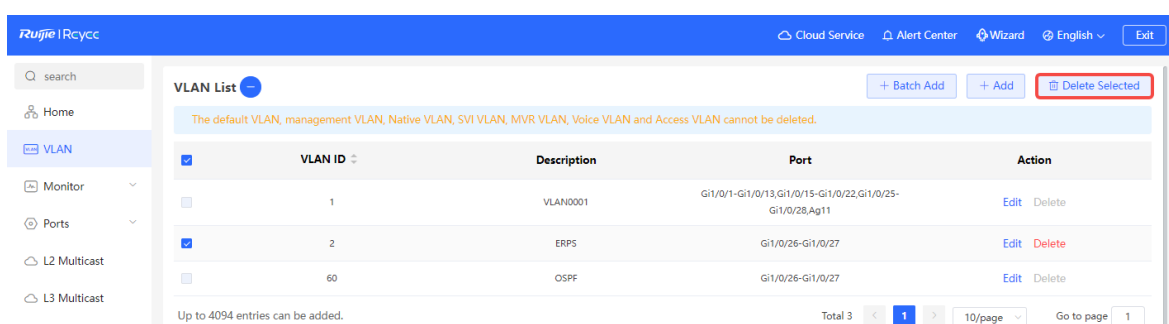 Ruijie | Rcycc
Cloud Service Alert Center Wizard English Exit
search
Home
VLAN
Monitor
Ports
L2 Multicast
L3 Multicast
VLAN List
+ Batch Add + Add Delete Selected
The default VLAN, management VLAN, Native VLAN, SVI VLAN, MVR VLAN, Voice VLAN and Access VLAN cannot be deleted.
VLAN ID Description Port Action
1 VLAN0001 Gi1/0/1-Gi1/0/13,Gi1/0/15-Gi1/0/22,Gi1/0/25-
Gi1/0/28,Ag11 Edit Delete
2 ERPS Gi1/0/26-Gi1/0/27 Edit Delete
60 OSPF Gi1/0/26-Gi1/0/27 Edit Delete
Up to 4094 entries can be added. Total 3 < 1 > 10/page Go to page 1